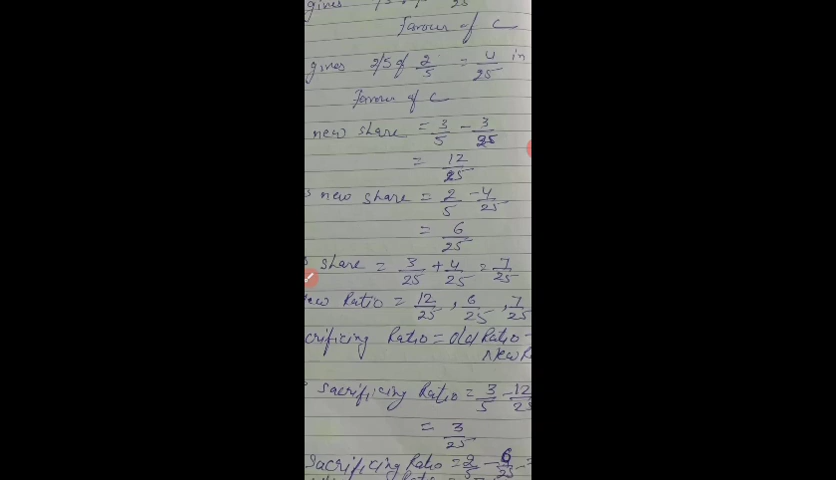 gives
25
Favour of C
gives 2/5 of 2/5 = 4/25 in
Favour of C
new share = 3/5 - 3/25
= 12/25
s new share = 2/5 - 4/25
= 6/25
s share = 3/25 + 4/25 = 7/25
ew Ratio = 12/25, 6/25, 7/25
crificing Ratio = Old Ratio -
New R
Sacrificing Ratio = 3/5 - 12/25
= 3/25
Sacrificing Ratio = 2/5 - 6/25 =